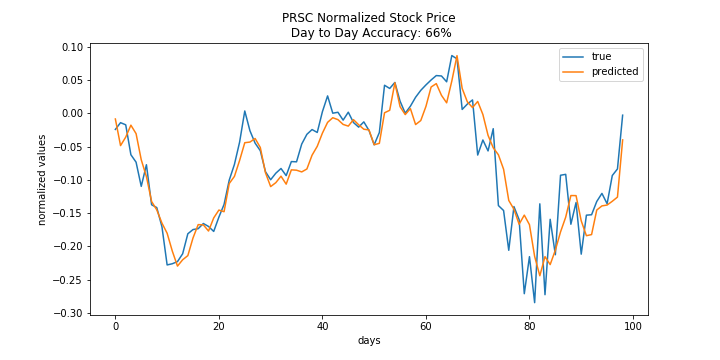 PRSC Normalized Stock Price
Day to Day Accuracy: 66%
true
predicted
normalized values
0.10
0.05
0.00
−0.05
−0.10
−0.15
−0.20
−0.25
−0.30
0 20 40 60 80 100
days